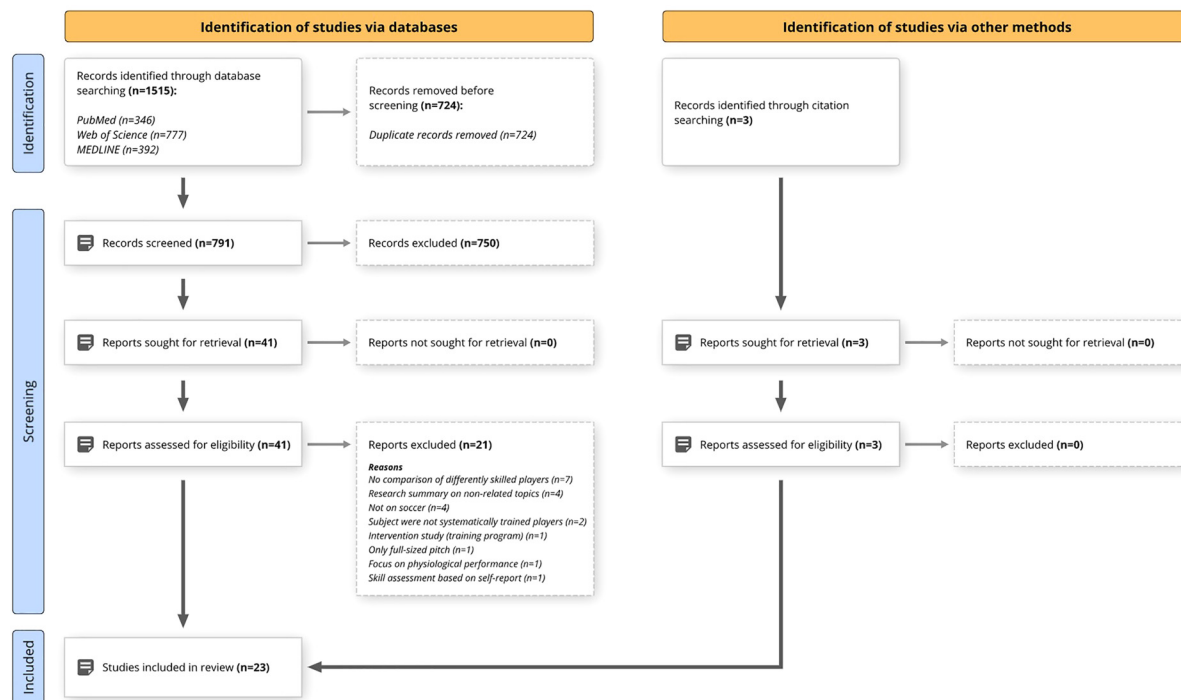 Identification of studies via databases
Identification of studies via other methods
Identification
Records identified through database
searching (n=1515):
PubMed (n=346)
Web of Science (n=777)
MEDLINE (n=392)
Records removed before
screening (n=724):
Duplicate records removed (n=724)
Records identified through citation
searching (n=3)
Screening
Records screened (n=791)
Records excluded (n=750)
Reports sought for retrieval (n=41)
Reports not sought for retrieval (n=0)
Reports sought for retrieval (n=3)
Reports not sought for retrieval (n=0)
Reports assessed for eligibility (n=41)
Reports excluded (n=21)
Reasons
No comparison of differently skilled players (n=7)
Research summary on non-related topics (n=4)
Not on soccer (n=4)
Subject were not systematically trained players (n=2)
Intervention study (training program) (n=1)
Only full-sized pitch (n=1)
Focus on physiological performance (n=1)
Skill assessment based on self-report (n=1)
Reports assessed for eligibility (n=3)
Reports excluded (n=0)
Included
Studies included in review (n=23)